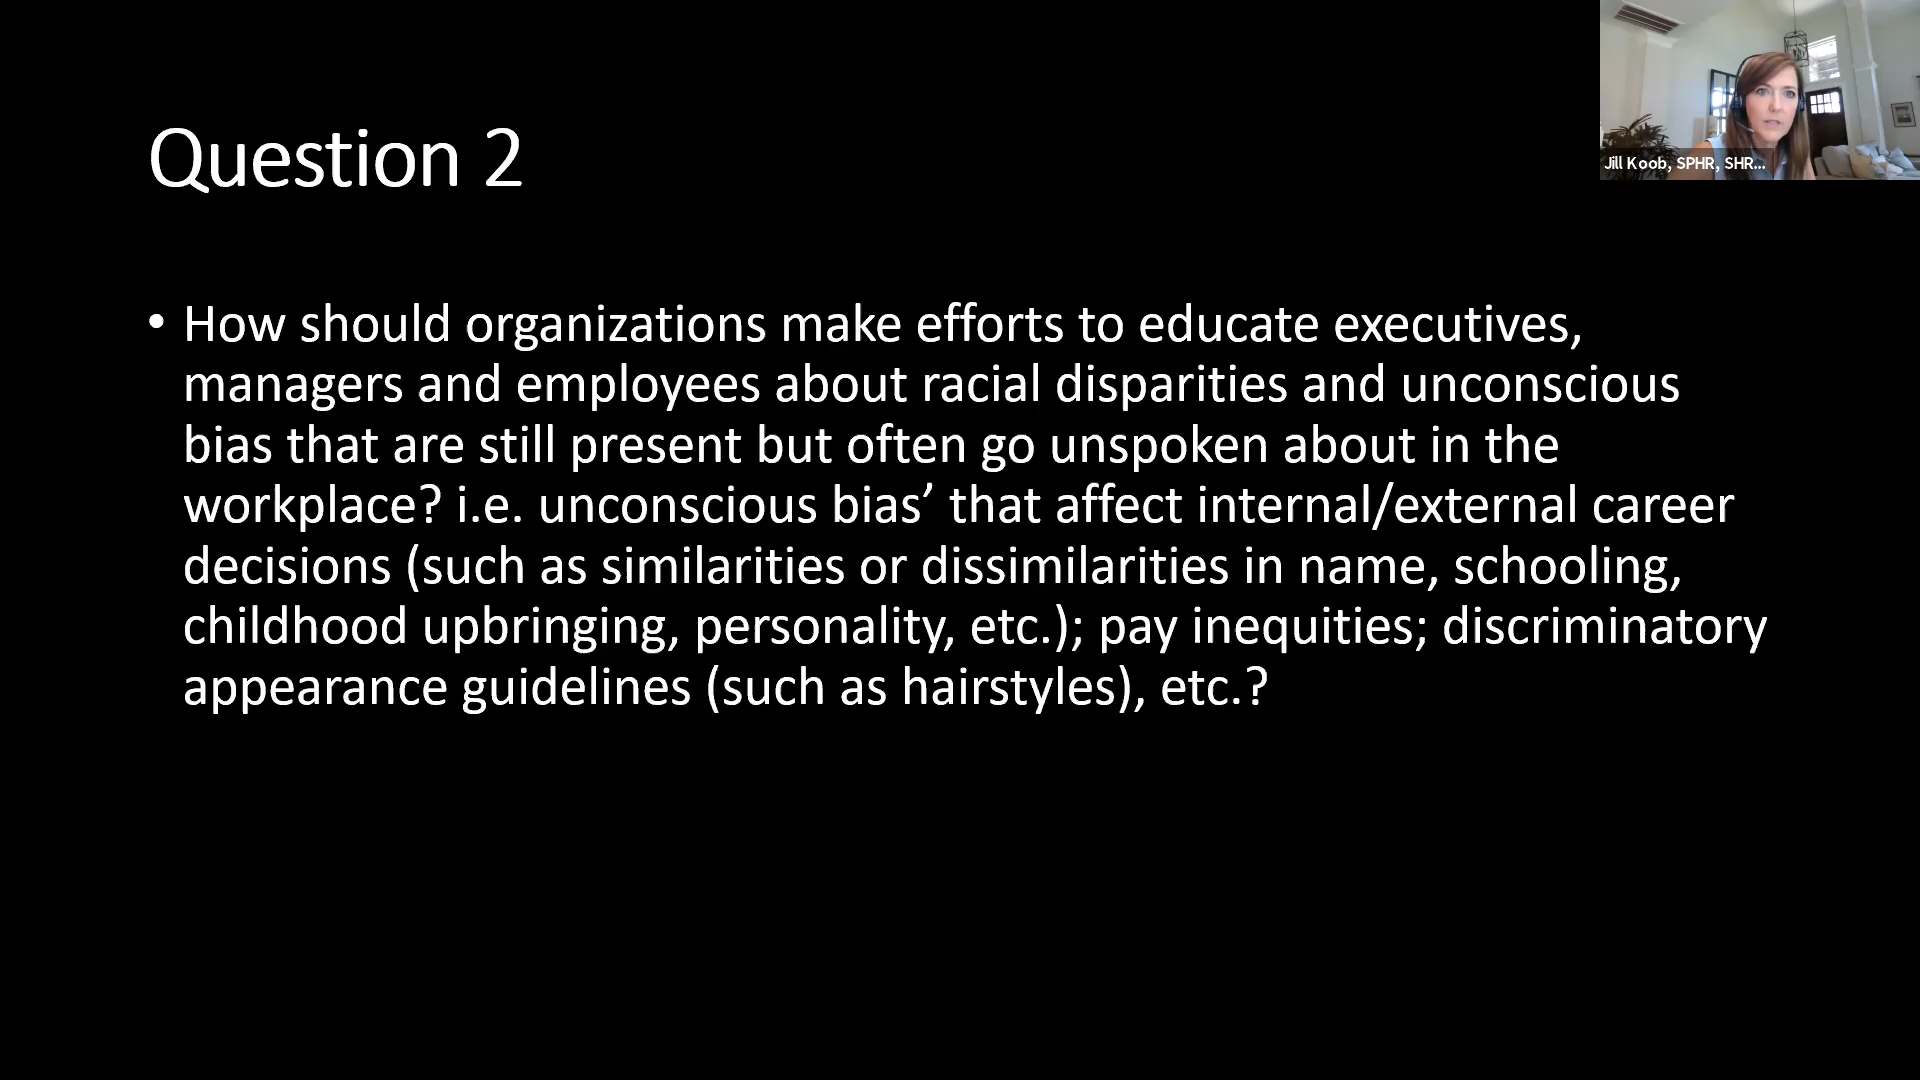 Question 2
Jill Koob, SPHR, SHR...
• How should organizations make efforts to educate executives,
managers and employees about racial disparities and unconscious
bias that are still present but often go unspoken about in the
workplace? i.e. unconscious bias’ that affect internal/external career
decisions (such as similarities or dissimilarities in name, schooling,
childhood upbringing, personality, etc.); pay inequities; discriminatory
appearance guidelines (such as hairstyles), etc.?